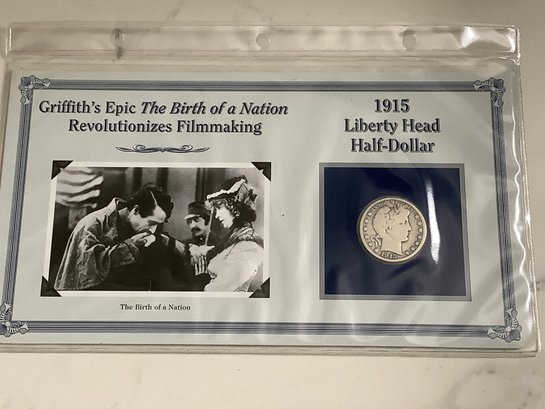 Griffith's Epic The Birth of a Nation
Revolutionizes Filmmaking
1915
Liberty Head
Half-Dollar
The Birth of a Nation